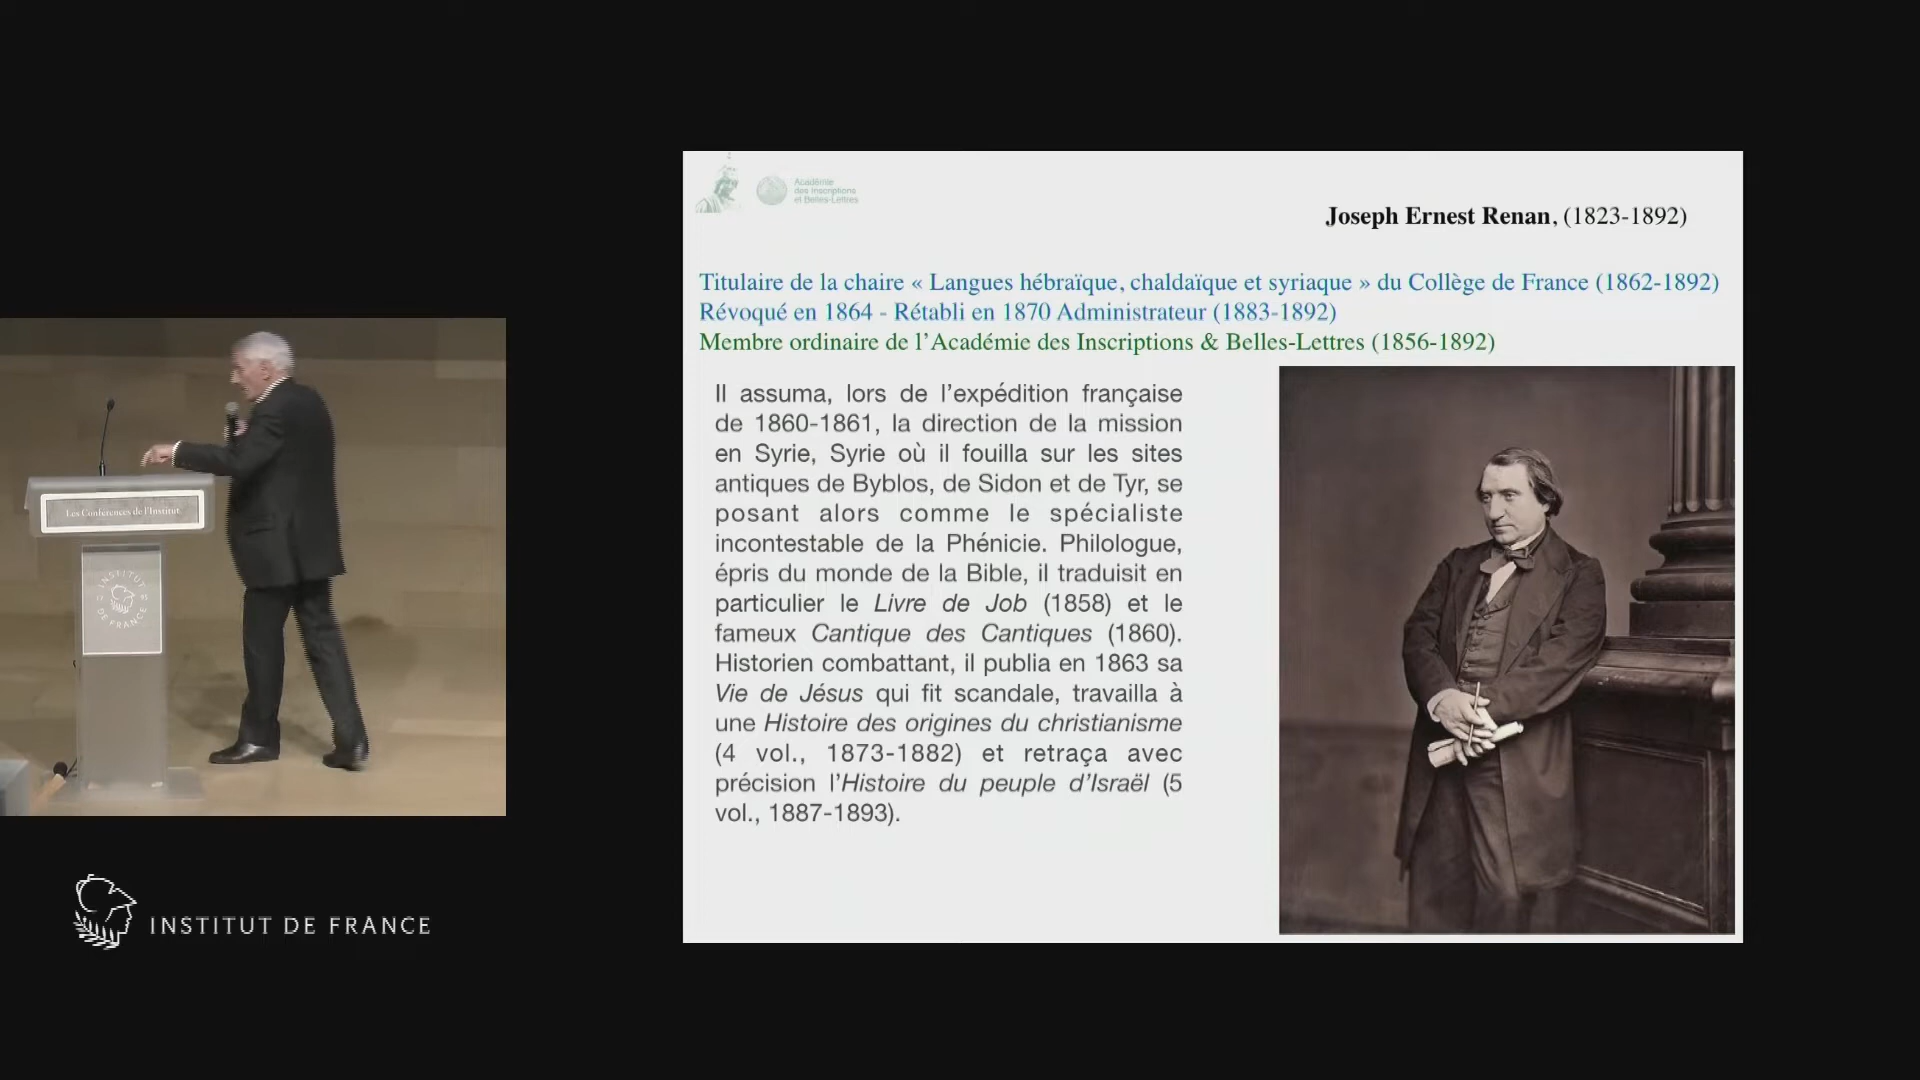 Les Conférences de l'Institut
INSTITUT
DE FRANCE
INSTITUT DE FRANCE
Académie
des Inscriptions
et Belles-Lettres
Joseph Ernest Renan, (1823-1892)
Titulaire de la chaire « Langues hébraïque, chaldaïque et syriaque » du Collège de France (1862-1892)
Révoqué en 1864 - Rétabli en 1870 Administrateur (1883-1892)
Membre ordinaire de l'Académie des Inscriptions & Belles-Lettres (1856-1892)
Il assuma, lors de l'expédition française
de 1860-1861, la direction de la mission
en Syrie, Syrie où il fouilla sur les sites
antiques de Byblos, de Sidon et de Tyr, se
posant alors comme le spécialiste
incontestable de la Phénicie. Philologue,
épris du monde de la Bible, il traduisit en
particulier le Livre de Job (1858) et le
fameux Cantique des Cantiques (1860).
Historien combattant, il publia en 1863 sa
Vie de Jésus qui fit scandale, travailla à
une Histoire des origines du christianisme
(4 vol., 1873-1882) et retraça avec
précision l'Histoire du peuple d'Israël (5
vol., 1887-1893).